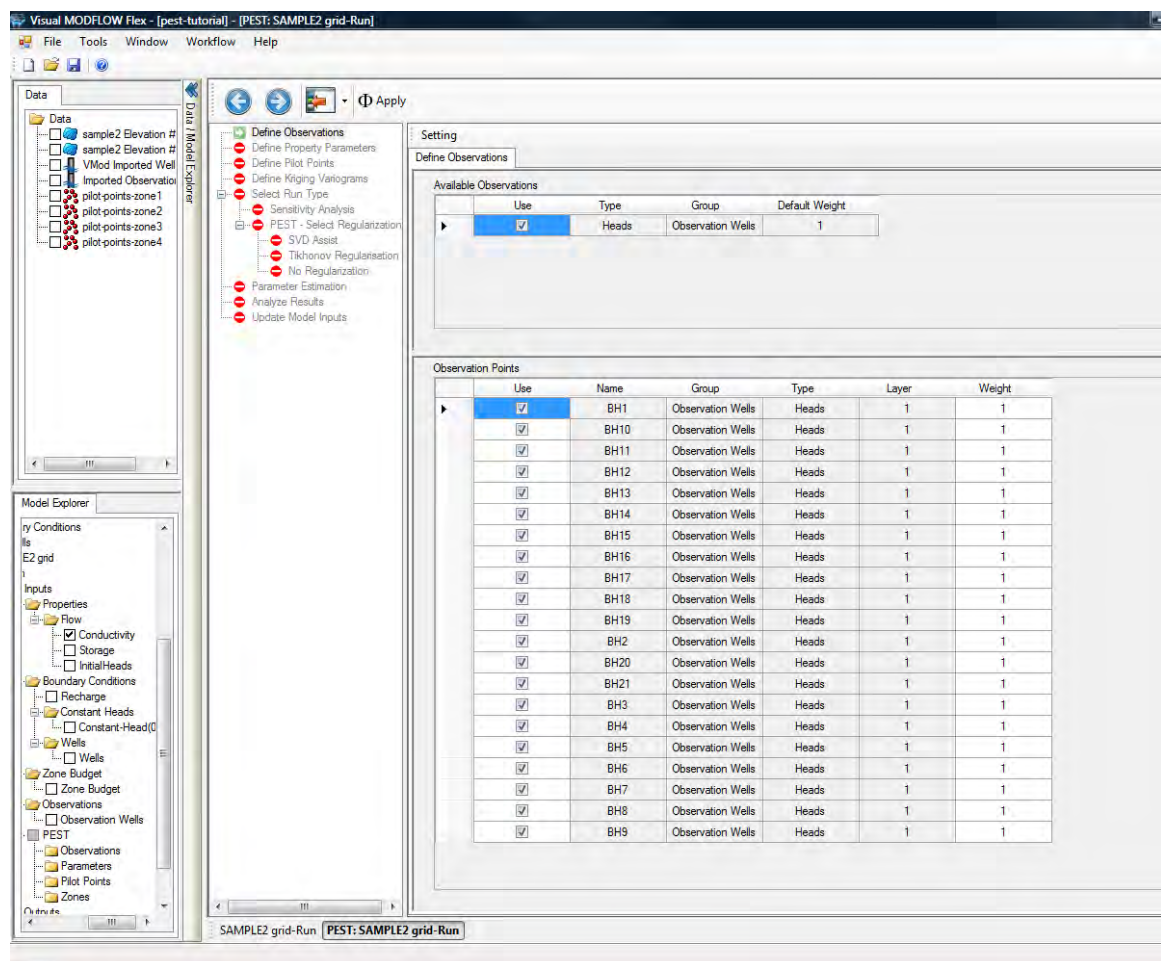 Visual MODFLOW Flex - [pest-tutorial] - [PEST: SAMPLE2 grid-Run]
File Tools Window Workflow Help
Data
Data
sample2 Elevation #
sample2 Elevation #
VMod Imported Well
Imported Observation
pilot-points-zone1
pilot-points-zone2
pilot-points-zone3
pilot-points-zone4
Data / Model Explorer
Model Explorer
ry Conditions
lls
E2 grid
Inputs
Properties
Flow
Conductivity
Storage
InitialHeads
Boundary Conditions
Recharge
Constant Heads
Constant-Head(0
Wells
Wells
Zone Budget
Zone Budget
Observations
Observation Wells
PEST
Observations
Parameters
Pilot Points
Zones
Outputs
Φ Apply
Define Observations
Define Property Parameters
Define Pilot Points
Define Kriging Variograms
Select Run Type
Sensitivity Analysis
PEST - Select Regularization
SVD Assist
Tikhonov Regularisation
No Regularization
Parameter Estimation
Analyze Results
Update Model Inputs
Setting
Define Observations
Available Observations
Use Type Group Default Weight
Heads Observation Wells 1
Observation Points
Use Name Group Type Layer Weight
BH1 Observation Wells Heads 1 1
BH10 Observation Wells Heads 1 1
BH11 Observation Wells Heads 1 1
BH12 Observation Wells Heads 1 1
BH13 Observation Wells Heads 1 1
BH14 Observation Wells Heads 1 1
BH15 Observation Wells Heads 1 1
BH16 Observation Wells Heads 1 1
BH17 Observation Wells Heads 1 1
BH18 Observation Wells Heads 1 1
BH19 Observation Wells Heads 1 1
BH2 Observation Wells Heads 1 1
BH20 Observation Wells Heads 1 1
BH21 Observation Wells Heads 1 1
BH3 Observation Wells Heads 1 1
BH4 Observation Wells Heads 1 1
BH5 Observation Wells Heads 1 1
BH6 Observation Wells Heads 1 1
BH7 Observation Wells Heads 1 1
BH8 Observation Wells Heads 1 1
BH9 Observation Wells Heads 1 1
SAMPLE2 grid-Run PEST: SAMPLE2 grid-Run